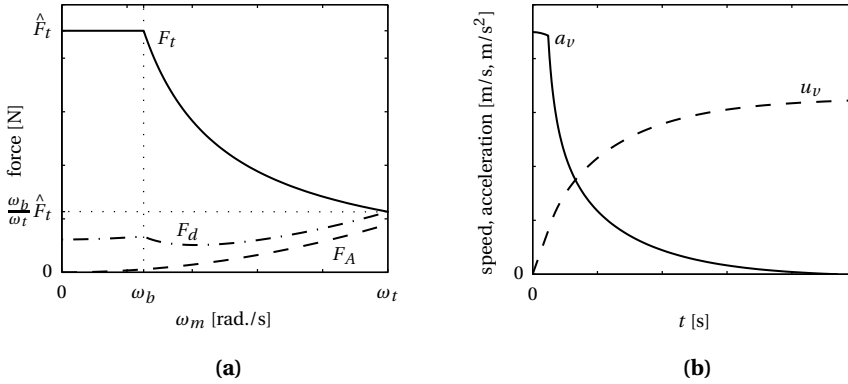 F̂t
Ft
force [N]
ωb/ωt F̂t
Fd
FA
0
0
ωb
ωt
ωm [rad./s]
(a)
av
uv
speed, acceleration [m/s, m/s²]
0
0
t [s]
(b)